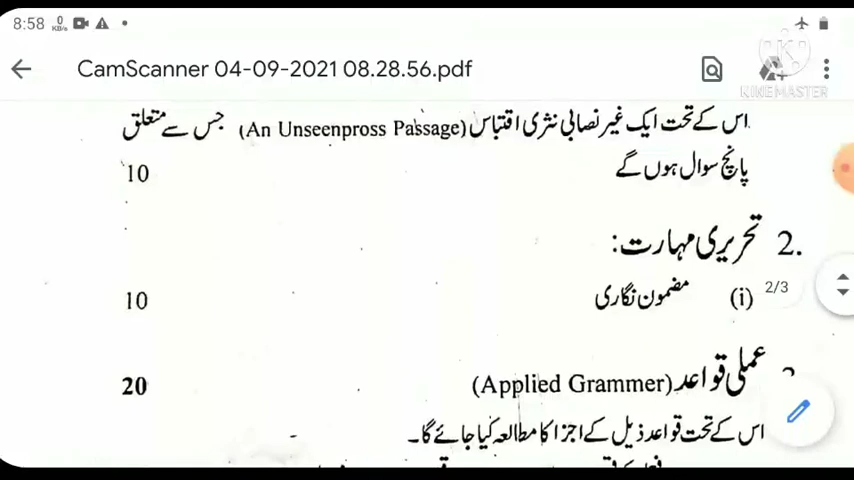 8:58 0 KB/s
CamScanner 04-09-2021 08.28.56.pdf
KINEMASTER
اس کے تحت ایک غیر نصابی نثری اقتباس (An Unseenpross Passage) جس سے متعلق
پانچ سوال ہوں گے 10
2. تحریری مہارت:
(i) مضمون نگاری 10
2/3
عملی قواعد (Applied Grammer) 20
اس کے تحت قواعد ذیل کے اجزا کا مطالعہ کیا جائے گا۔